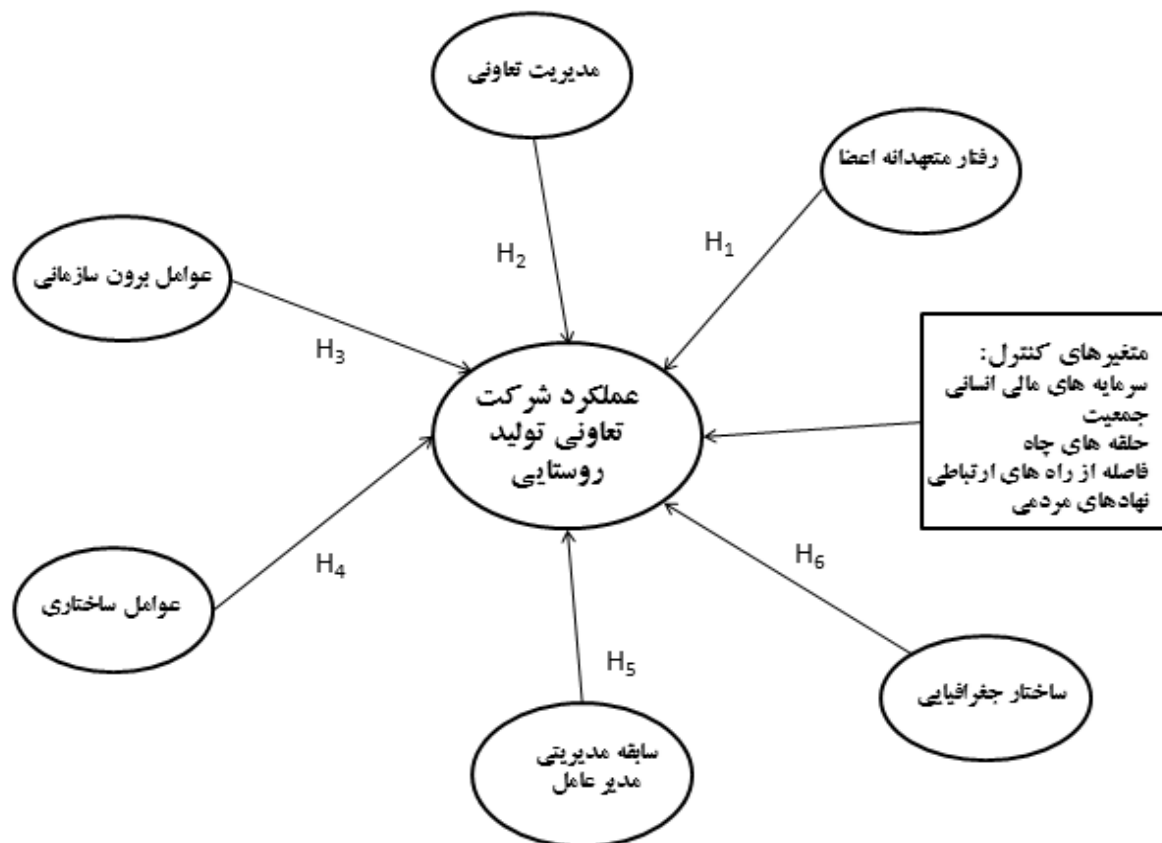 مدیریت تعاونی
رفتار متعهدانه اعضا
H1
H2
عوامل برون سازمانی
H3
عملکرد شرکت
تعاونی تولید
روستایی
متغیرهای کنترل:
سرمایه های مالی انسانی
جمعیت
حلقه های چاه
فاصله از راه های ارتباطی
نهادهای مردمی
H4
H6
عوامل ساختاری
H5
ساختار جغرافیایی
سابقه مدیریتی
مدیر عامل